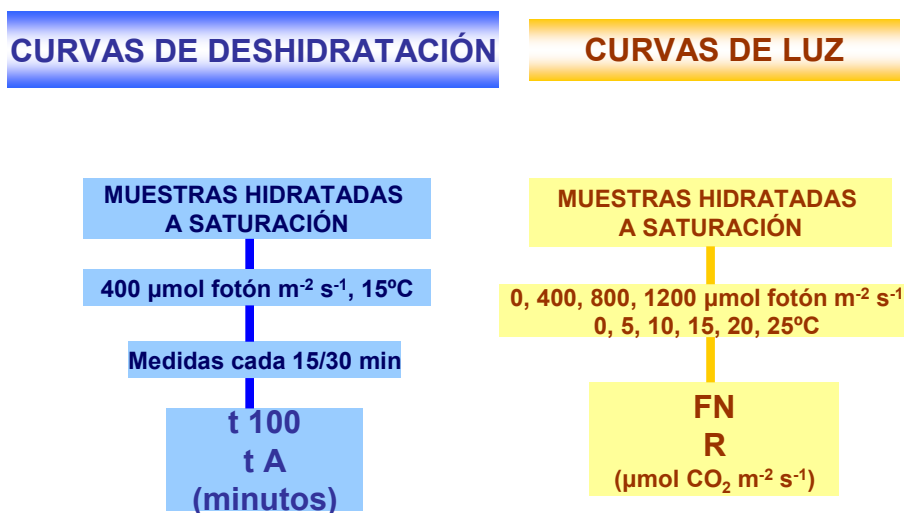 CURVAS DE DESHIDRATACIÓN
MUESTRAS HIDRATADAS
A SATURACIÓN
400 µmol fotón m⁻² s⁻¹, 15ºC
Medidas cada 15/30 min
t 100
t A
(minutos)
CURVAS DE LUZ
MUESTRAS HIDRATADAS
A SATURACIÓN
0, 400, 800, 1200 µmol fotón m⁻² s⁻¹
0, 5, 10, 15, 20, 25ºC
FN
R
(µmol CO₂ m⁻² s⁻¹)